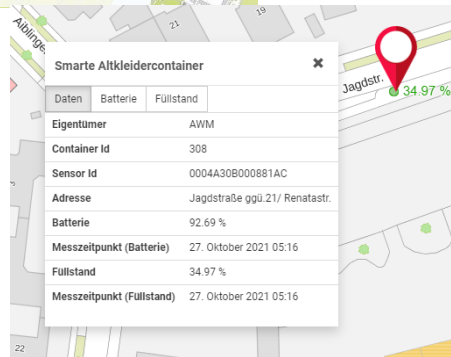 Aiblinge
21
19
Smarte Altkleidercontainer
Daten Batterie Füllstand
Eigentümer AWM
Container Id 308
Sensor Id 0004A30B000881AC
Adresse Jagdstraße ggü.21/ Renatastr.
Batterie 92.69 %
Messzeitpunkt (Batterie) 27. Oktober 2021 05:16
Füllstand 34.97 %
Messzeitpunkt (Füllstand) 27. Oktober 2021 05:16
Jagdstr.
34.97 %
22